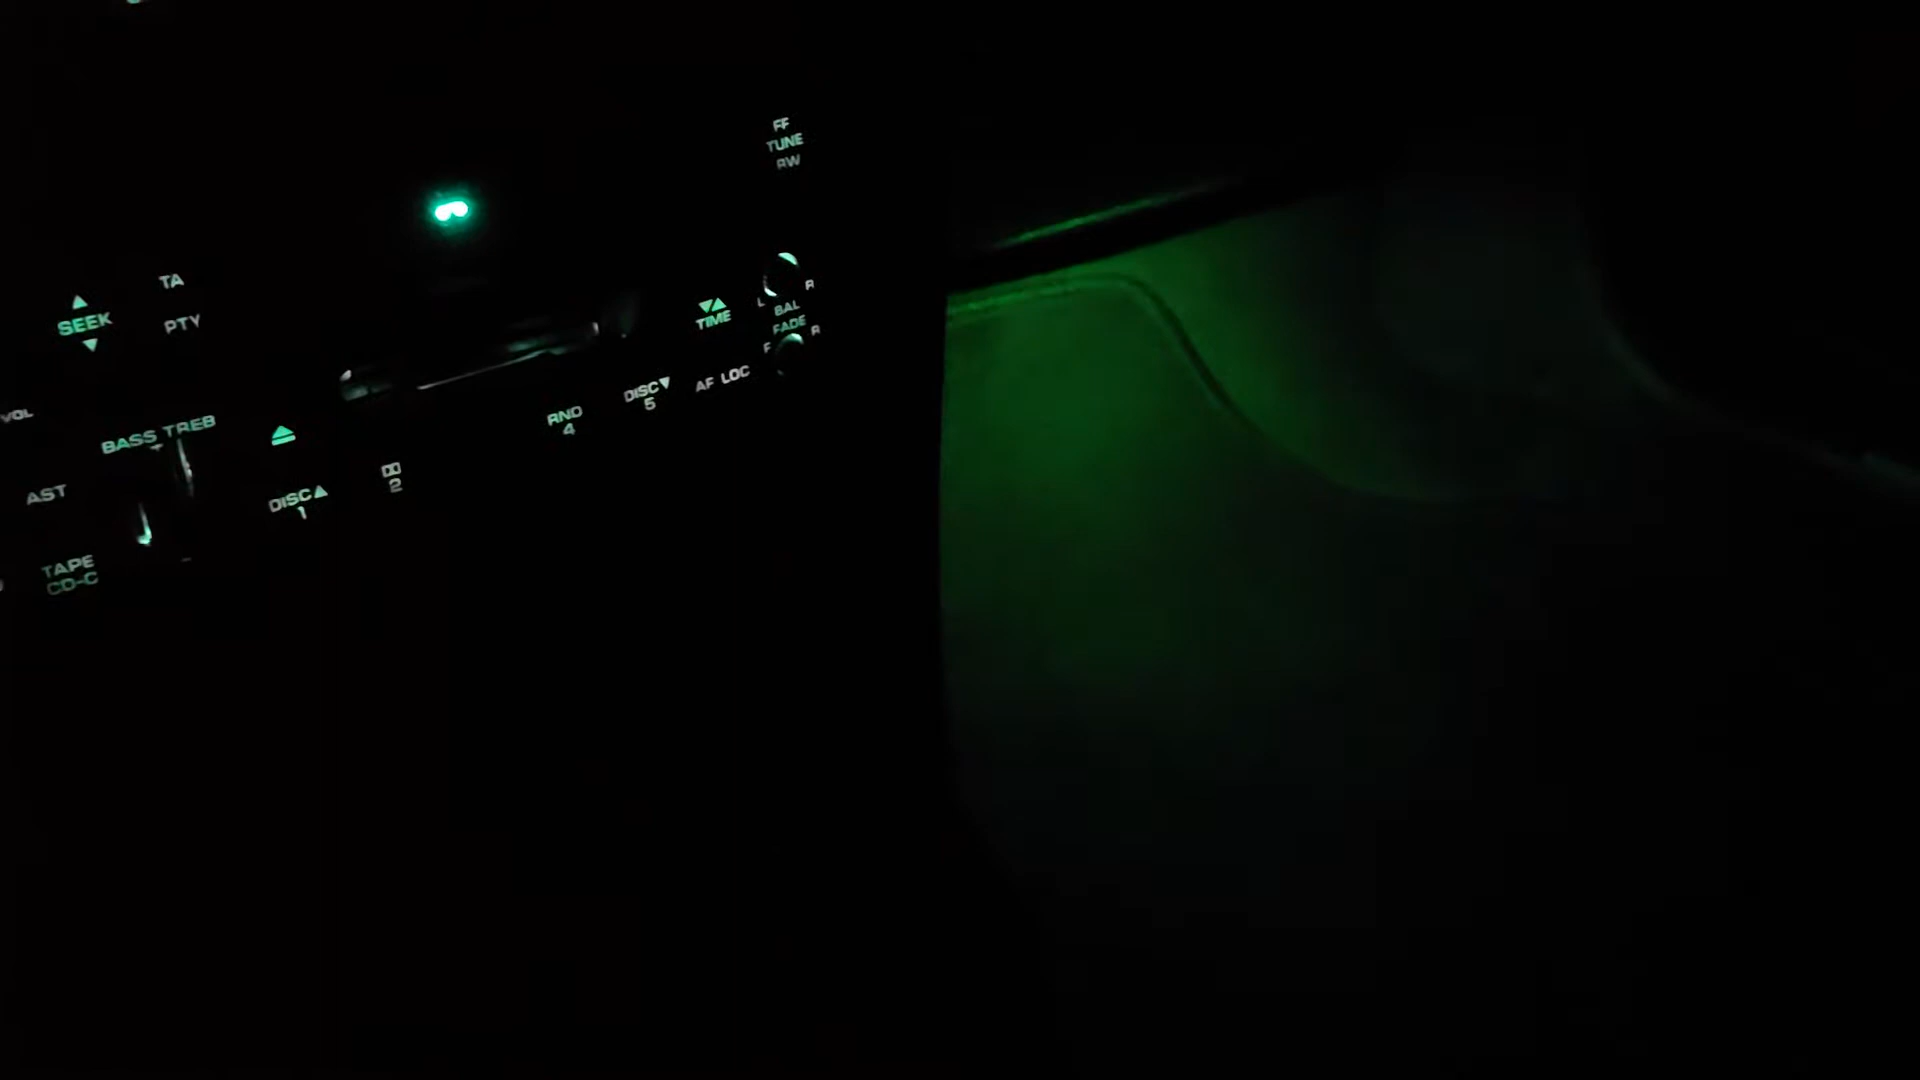 FF
TUNE
RW
TA
▲
SEEK
▼
PTY
▼▲
TIME
L R
BAL
FADE
F R
VOL
BASS TREB
+
RND
4
DISC▼
5
AF LOC
AST
DISC▲
1
2
TAPE
CD-C
-